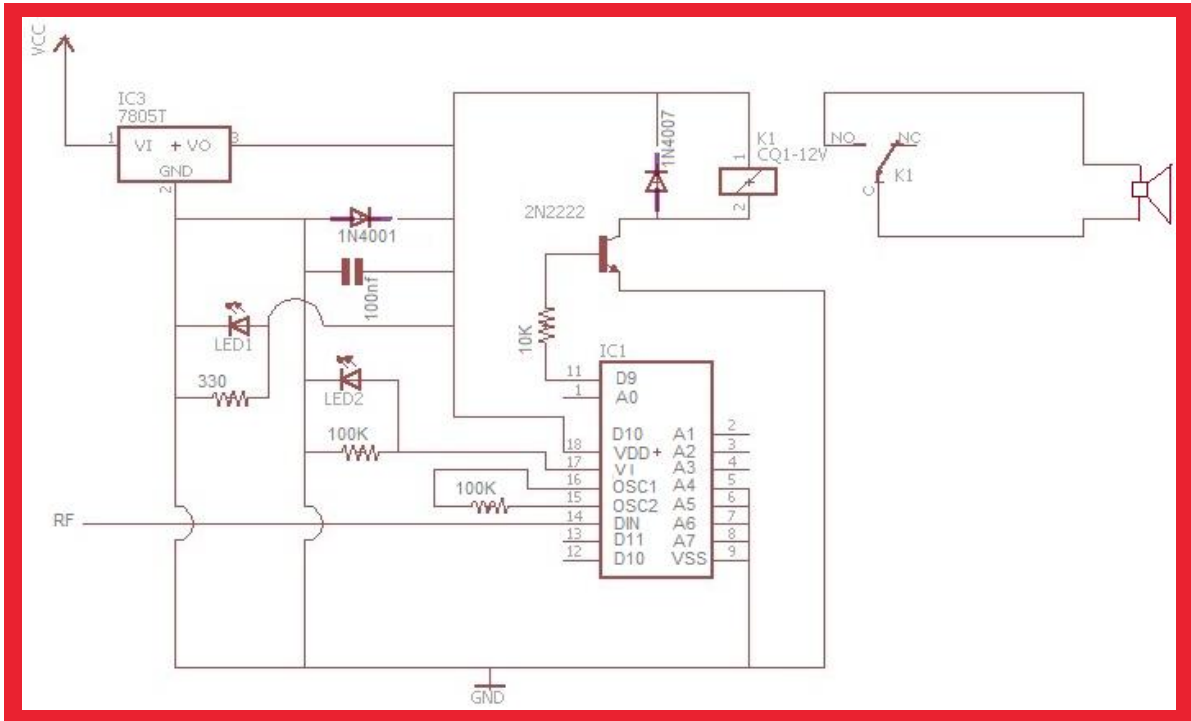 VCC
IC3
7805T
1
VI + VO
3
GND
2
1N4001
100nf
LED1
330
LED2
100K
100K
RF
2N2222
10K
1N4007
K1
CQ1-12V
1
2
NO
NC
C
K1
IC1
11 D9
1 A0
D10 A1 2
18 VDD+ A2 3
17 VI A3 4
16 OSC1 A4 5
15 OSC2 A5 6
14 DIN A6 7
13 D11 A7 8
12 D10 VSS 9
GND